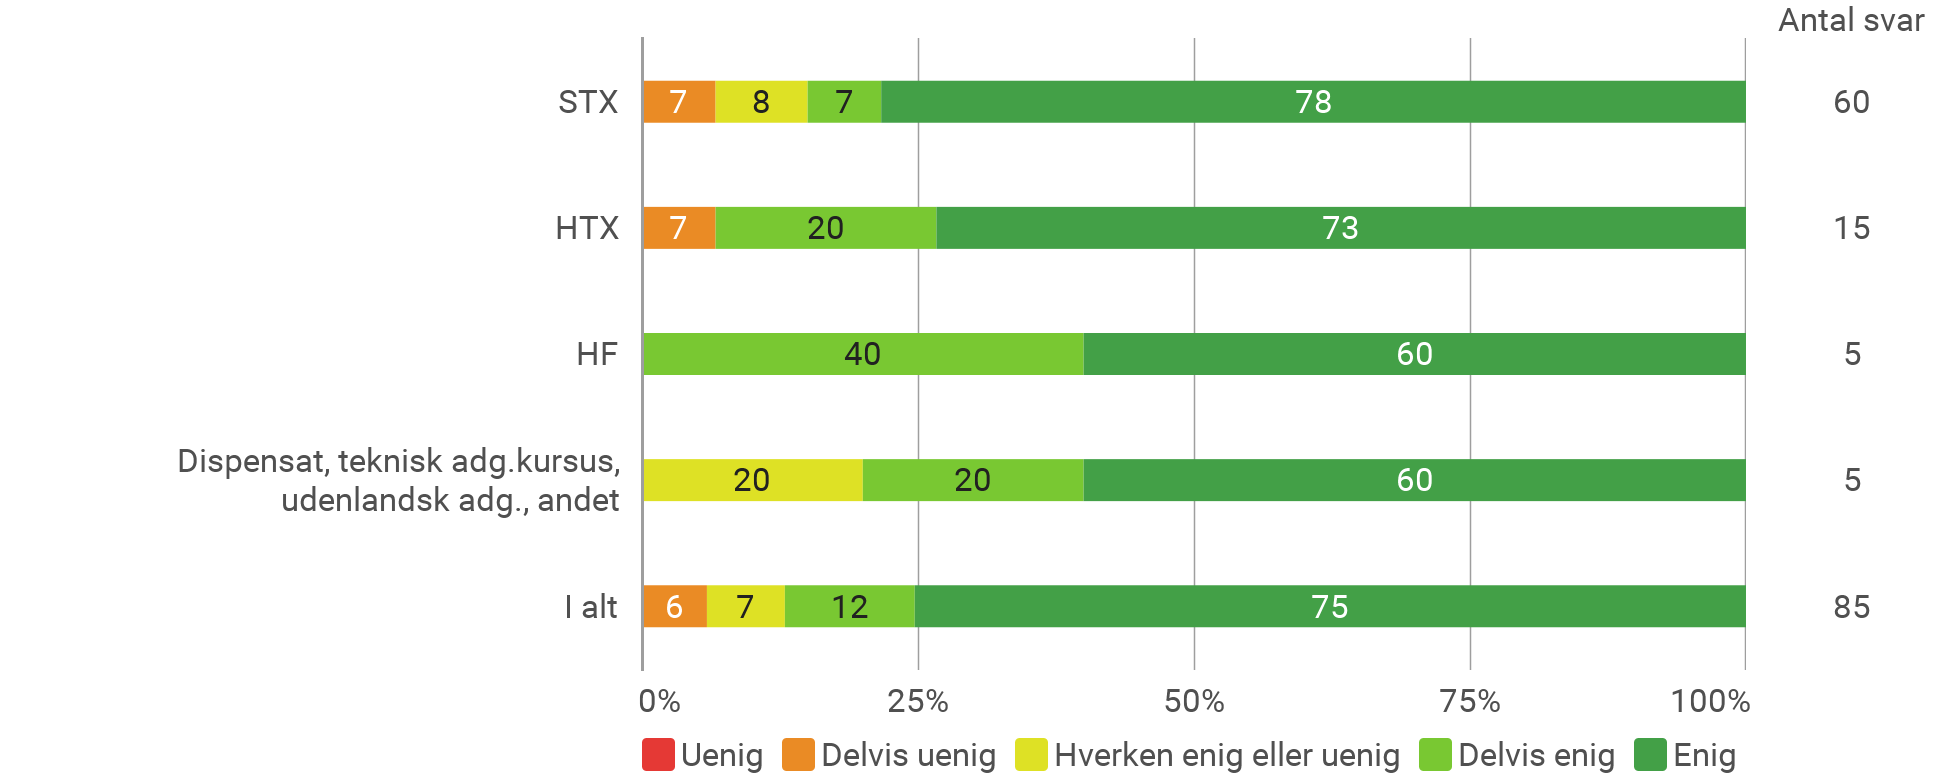 Antal svar
STX 7 8 7 78 60
HTX 7 20 73 15
HF 40 60 5
Dispensat, teknisk adg.kursus,
udenlandsk adg., andet 20 20 60 5
I alt 6 7 12 75 85
0% 25% 50% 75% 100%
Uenig Delvis uenig Hverken enig eller uenig Delvis enig Enig